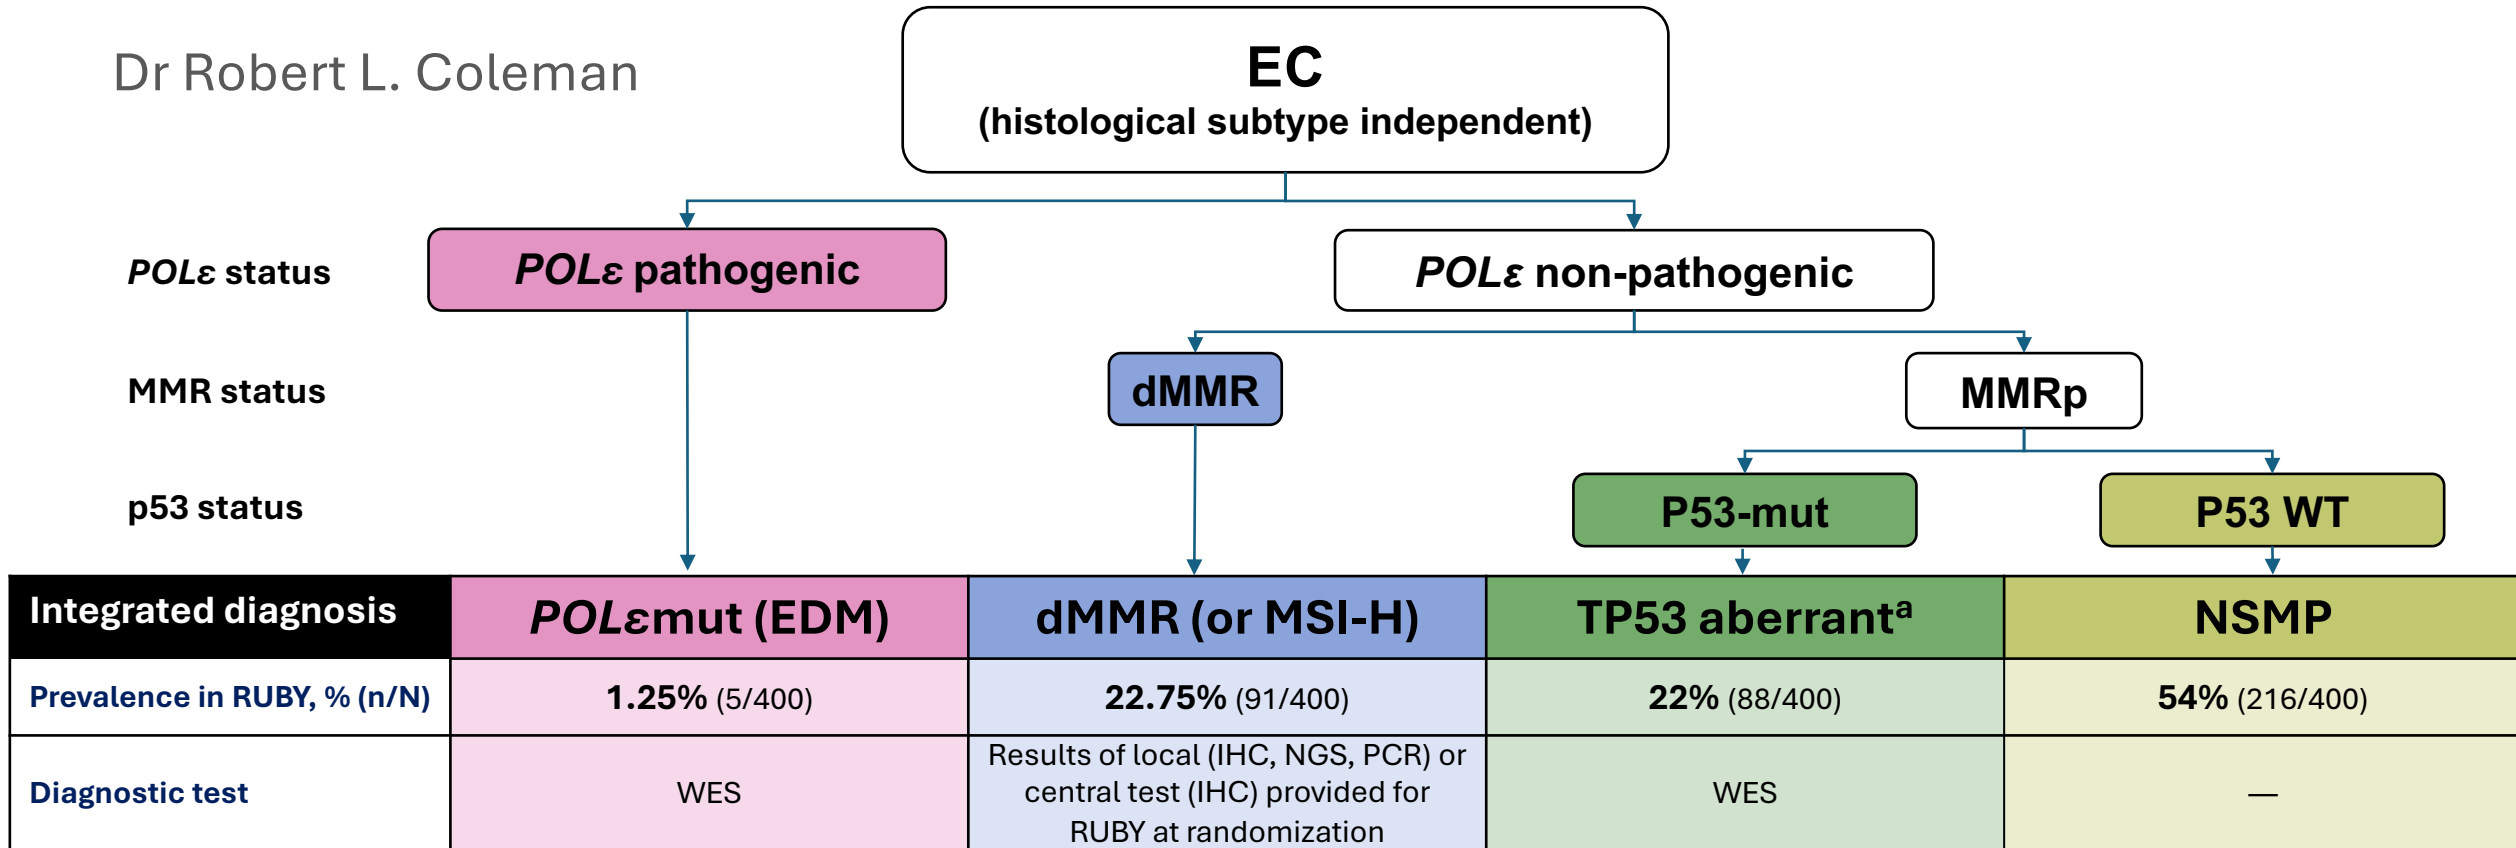 Dr Robert L. Coleman
EC
(histological subtype independent)
POLε status
POLε pathogenic
POLε non-pathogenic
MMR status
dMMR
MMRp
p53 status
P53-mut
P53 WT
Integrated diagnosis
POLεmut (EDM)
dMMR (or MSI-H)
TP53 aberrantᵃ
NSMP
Prevalence in RUBY, % (n/N)
1.25% (5/400)
22.75% (91/400)
22% (88/400)
54% (216/400)
Diagnostic test
WES
Results of local (IHC, NGS, PCR) or
central test (IHC) provided for
RUBY at randomization
WES
—